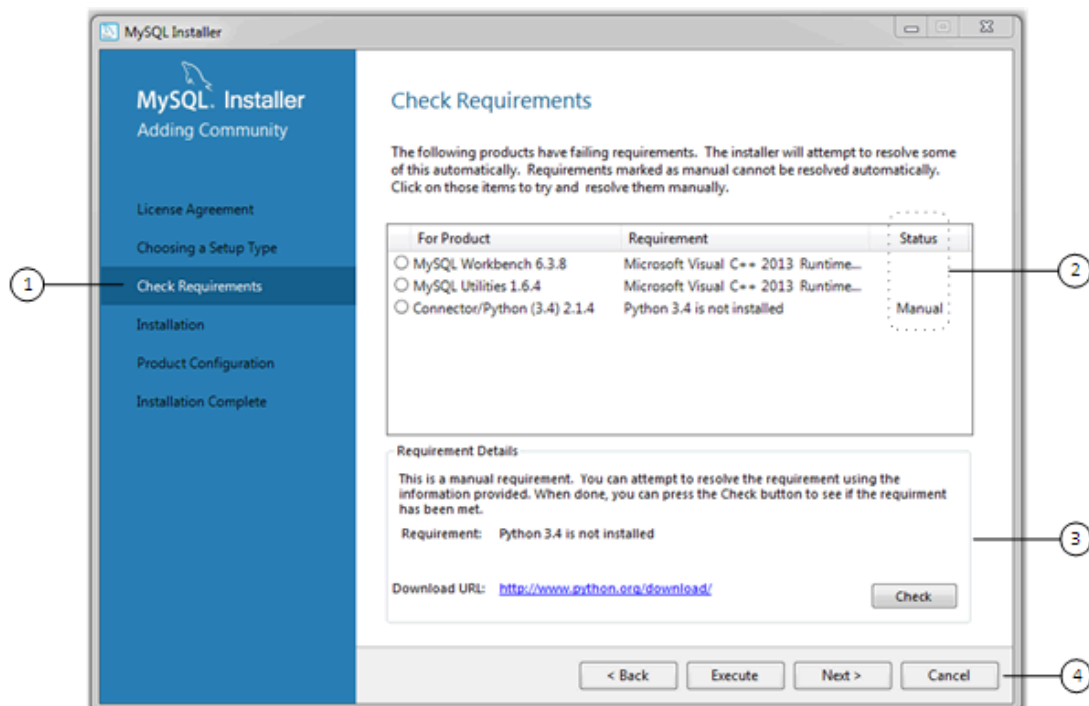 MySQL Installer
MySQL. Installer
Adding Community
License Agreement
Choosing a Setup Type
Check Requirements
Installation
Product Configuration
Installation Complete
Check Requirements
The following products have failing requirements. The installer will attempt to resolve some
of this automatically. Requirements marked as manual cannot be resolved automatically.
Click on those items to try and resolve them manually.
For Product Requirement Status
MySQL Workbench 6.3.8 Microsoft Visual C++ 2013 Runtime...
MySQL Utilities 1.6.4 Microsoft Visual C++ 2013 Runtime...
Connector/Python (3.4) 2.1.4 Python 3.4 is not installed Manual
Requirement Details
This is a manual requirement. You can attempt to resolve the requirement using the
information provided. When done, you can press the Check button to see if the requirment
has been met.
Requirement: Python 3.4 is not installed
Download URL: http://www.python.org/download/
Check
< Back Execute Next > Cancel
1
2
3
4